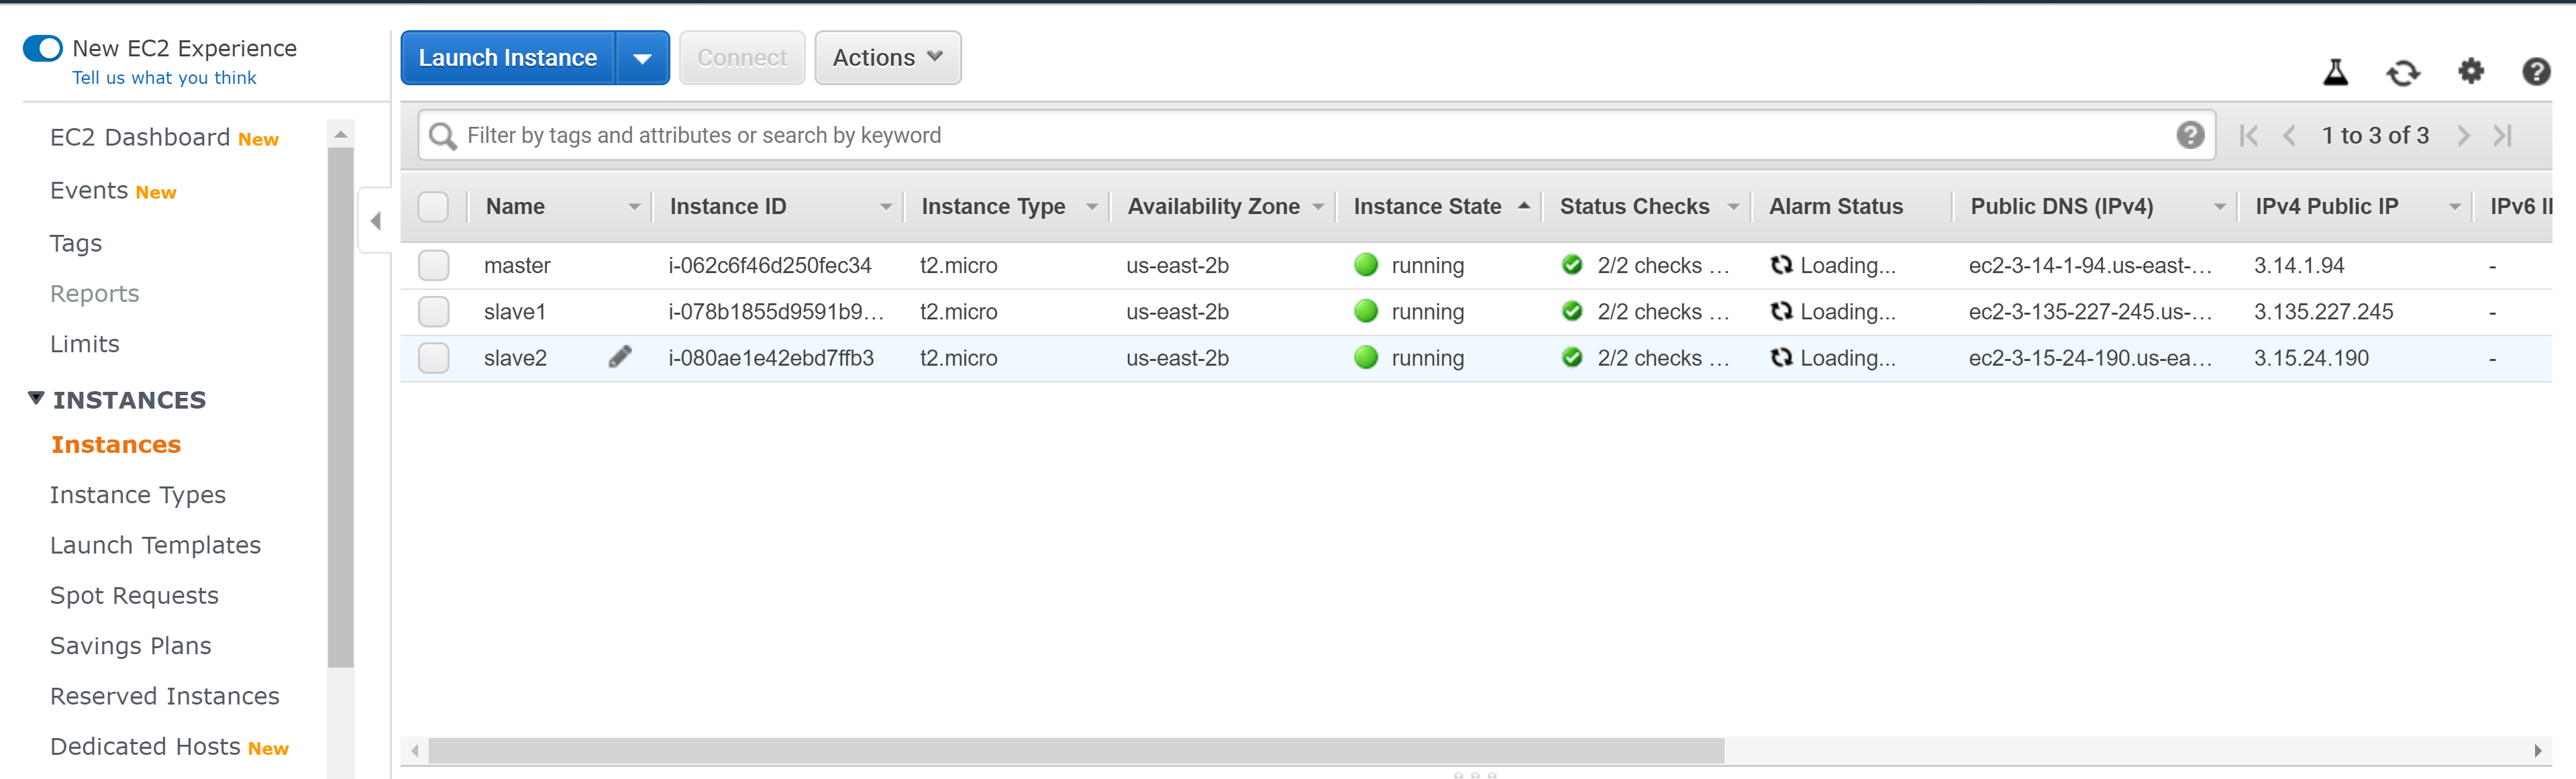 New EC2 Experience
Tell us what you think
EC2 Dashboard New
Events New
Tags
Reports
Limits
INSTANCES
Instances
Instance Types
Launch Templates
Spot Requests
Savings Plans
Reserved Instances
Dedicated Hosts New
Launch Instance Connect Actions
Filter by tags and attributes or search by keyword 1 to 3 of 3
Name Instance ID Instance Type Availability Zone Instance State Status Checks Alarm Status Public DNS (IPv4) IPv4 Public IP IPv6
master i-062c6f46d250fec34 t2.micro us-east-2b running 2/2 checks ... Loading... ec2-3-14-1-94.us-east-... 3.14.1.94 -
slave1 i-078b1855d9591b9... t2.micro us-east-2b running 2/2 checks ... Loading... ec2-3-135-227-245.us-... 3.135.227.245 -
slave2 i-080ae1e42ebd7ffb3 t2.micro us-east-2b running 2/2 checks ... Loading... ec2-3-15-24-190.us-ea... 3.15.24.190 -